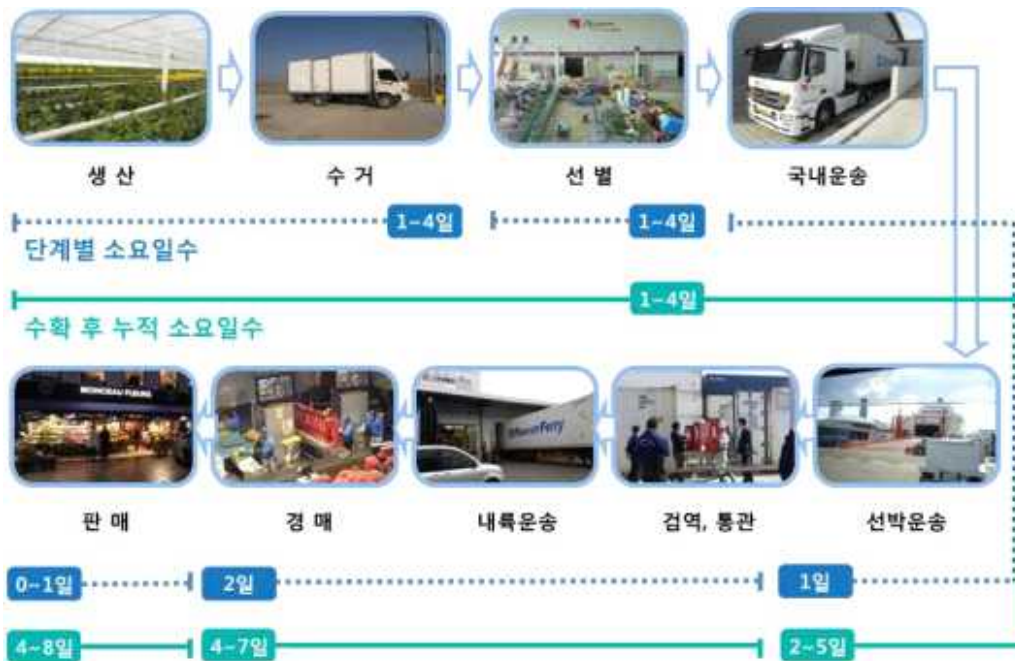 생 산
수 거
선 별
국내운송
1~4일
1~4일
단계별 소요일수
1~4일
수확 후 누적 소요일수
판 매
경 매
내륙운송
검역, 통관
선박운송
0~1일
2일
1일
4~8일
4~7일
2~5일